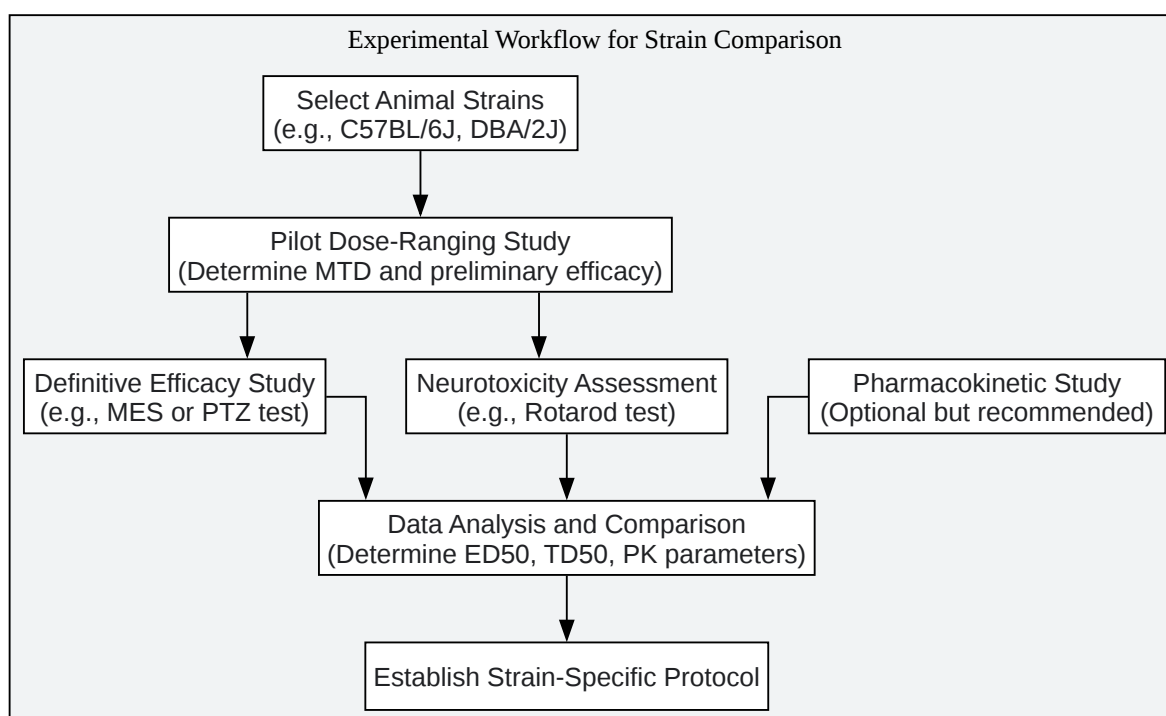 Experimental Workflow for Strain Comparison
Select Animal Strains
(e.g., C57BL/6J, DBA/2J)
Pilot Dose-Ranging Study
(Determine MTD and preliminary efficacy)
Definitive Efficacy Study
(e.g., MES or PTZ test)
Neurotoxicity Assessment
(e.g., Rotarod test)
Pharmacokinetic Study
(Optional but recommended)
Data Analysis and Comparison
(Determine ED50, TD50, PK parameters)
Establish Strain-Specific Protocol